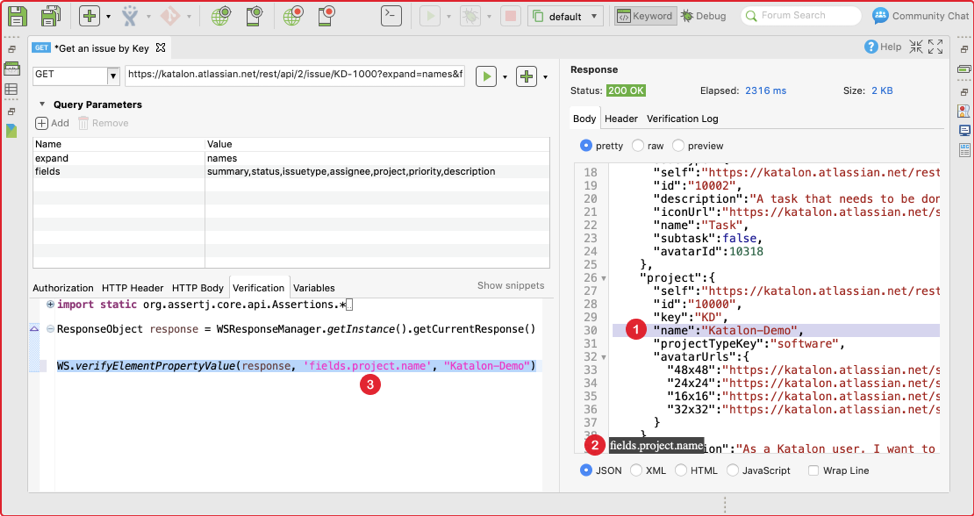 default
Keyword
Debug
Forum Search
Community Chat
GET *Get an issue by Key
Help
GET
https://katalon.atlassian.net/rest/api/2/issue/KD-1000?expand=names&f
Query Parameters
Add Remove
Name Value
expand names
fields summary,status,issuetype,assignee,project,priority,description
Authorization HTTP Header HTTP Body Verification Variables Show snippets
import static org.assertj.core.api.Assertions.*
ResponseObject response = WSResponseManager.getInstance().getCurrentResponse()
WS.verifyElementPropertyValue(response, 'fields.project.name', "Katalon-Demo")
3
Response
Status: 200 OK Elapsed: 2316 ms Size: 2 KB
Body Header Verification Log
pretty raw preview
18 "self":"https://katalon.atlassian.net/rest
19 "id":"10002",
20 "description":"A task that needs to be don
21 "iconUrl":"https://katalon.atlassian.net/s
22 "name":"Task",
23 "subtask":false,
24 "avatarId":10318
25 },
26 "project":{
27 "self":"https://katalon.atlassian.net/rest
28 "id":"10000",
29 "key":"KD",
30 1 "name":"Katalon-Demo",
31 "projectTypeKey":"software",
32 "avatarUrls":{
33 "48x48":"https://katalon.atlassian.net/s
34 "24x24":"https://katalon.atlassian.net/s
35 "16x16":"https://katalon.atlassian.net/s
36 "32x32":"https://katalon.atlassian.net/s
37 }
}
2 fields.project.name
ion":"As a Katalon user, I want to
JSON XML HTML JavaScript Wrap Line